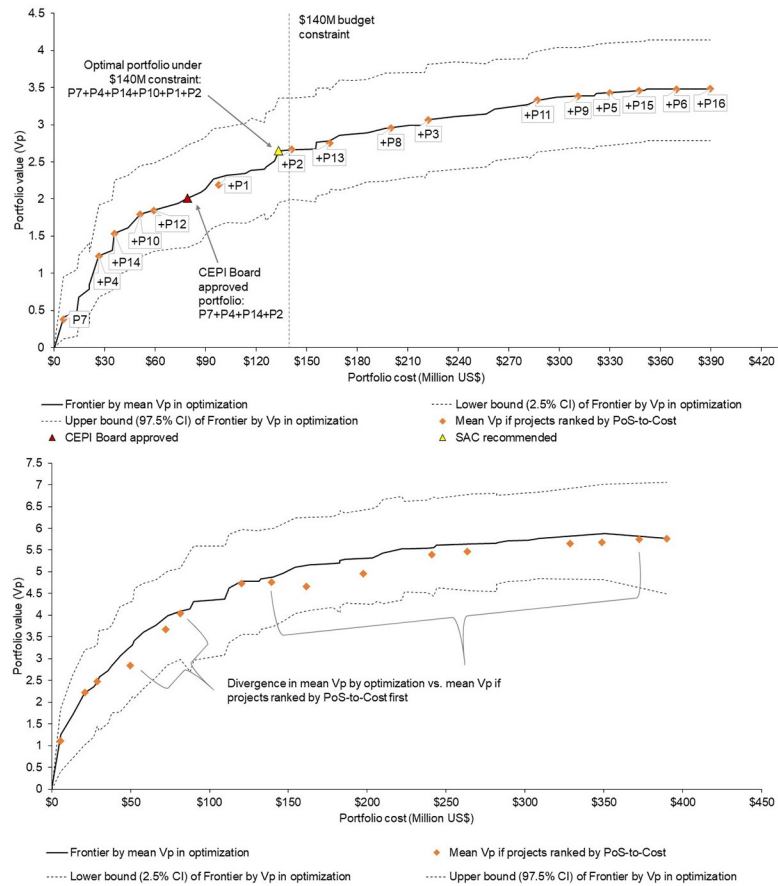 $140M budget
constraint
4.5
4
3.5
3
2.5
2
1.5
1
0.5
0
Portfolio value (Vp)
Optimal portfolio under
$140M constraint:
P7+P4+P14+P10+P1+P2
P7
+P4
+P14
+P10
+P12
+P1
+P2
+P13
+P8
+P3
+P11
+P9
+P5
+P15
+P6
+P16
CEPI Board
approved
portfolio:
P7+P4+P14+P2
$0 $30 $60 $90 $120 $150 $180 $210 $240 $270 $300 $330 $360 $390 $420
Portfolio cost (Million US$)
Frontier by mean Vp in optimization
Lower bound (2.5% CI) of Frontier by Vp in optimization
Upper bound (97.5% CI) of Frontier by Vp in optimization
Mean Vp if projects ranked by PoS-to-Cost
CEPI Board approved
SAC recommended
7.5
7
6.5
6
5.5
5
4.5
4
3.5
3
2.5
2
1.5
1
0.5
0
Portfolio value (Vp)
Divergence in mean Vp by optimization vs. mean Vp if
projects ranked by PoS-to-Cost first
$0 $50 $100 $150 $200 $250 $300 $350 $400 $450
Portfolio cost (Million US$)
Frontier by mean Vp in optimization
Mean Vp if projects ranked by PoS-to-Cost
Lower bound (2.5% CI) of Frontier by Vp in optimization
Upper bound (97.5% CI) of Frontier by Vp in optimization